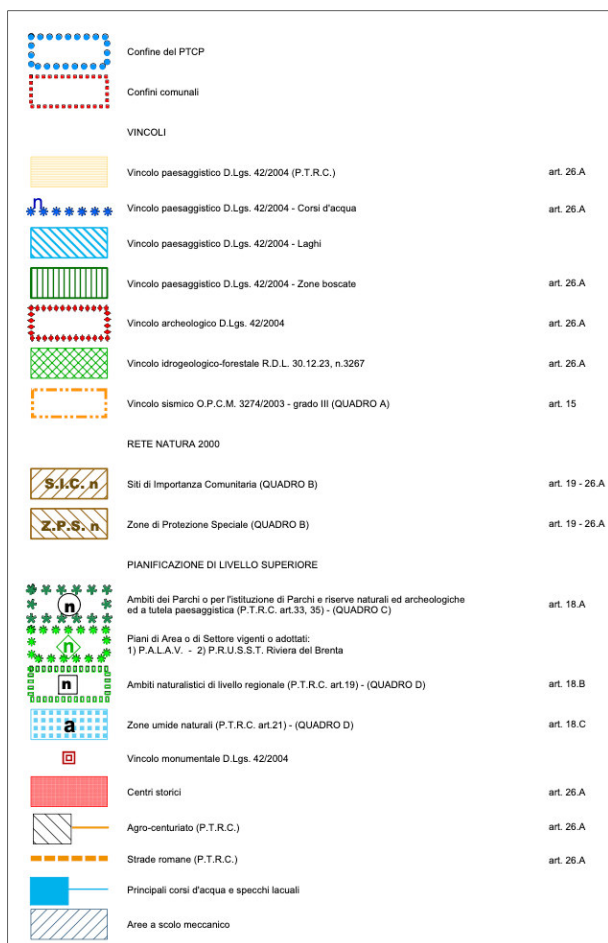 Confine del PTCP
Confini comunali
VINCOLI
Vincolo paesaggistico D.Lgs. 42/2004 (P.T.R.C.) art. 26.A
n Vincolo paesaggistico D.Lgs. 42/2004 - Corsi d'acqua art. 26.A
Vincolo paesaggistico D.Lgs. 42/2004 - Laghi art. 26.A
Vincolo paesaggistico D.Lgs. 42/2004 - Zone boscate art. 26.A
Vincolo archeologico D.Lgs. 42/2004 art. 26.A
Vincolo idrogeologico-forestale R.D.L. 30.12.23, n.3267 art. 26.A
Vincolo sismico O.P.C.M. 3274/2003 - grado III (QUADRO A) art. 15
RETE NATURA 2000
S.I.C. n Siti di Importanza Comunitaria (QUADRO B) art. 19 - 26.A
Z.P.S. n Zone di Protezione Speciale (QUADRO B) art. 19 - 26.A
PIANIFICAZIONE DI LIVELLO SUPERIORE
n Ambiti dei Parchi o per l'istituzione di Parchi e riserve naturali ed archeologiche
ed a tutela paesaggistica (P.T.R.C. art.33, 35) - (QUADRO C) art. 18.A
n Piani di Area o di Settore vigenti o adottati:
1) P.A.L.A.V. - 2) P.R.U.S.S.T. Riviera del Brenta
n Ambiti naturalistici di livello regionale (P.T.R.C. art.19) - (QUADRO D) art. 18.B
a Zone umide naturali (P.T.R.C. art.21) - (QUADRO D) art. 18.C
Vincolo monumentale D.Lgs. 42/2004
Centri storici art. 26.A
Agro-centuriato (P.T.R.C.) art. 26.A
Strade romane (P.T.R.C.) art. 26.A
Principali corsi d'acqua e specchi lacuali
Aree a scolo meccanico